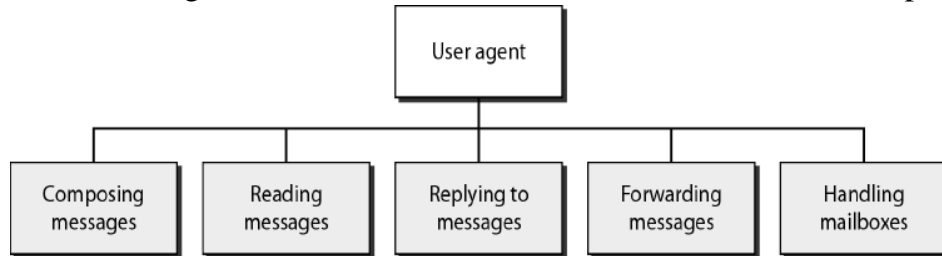 User agent
Composing
messages
Reading
messages
Replying to
messages
Forwarding
messages
Handling
mailboxes